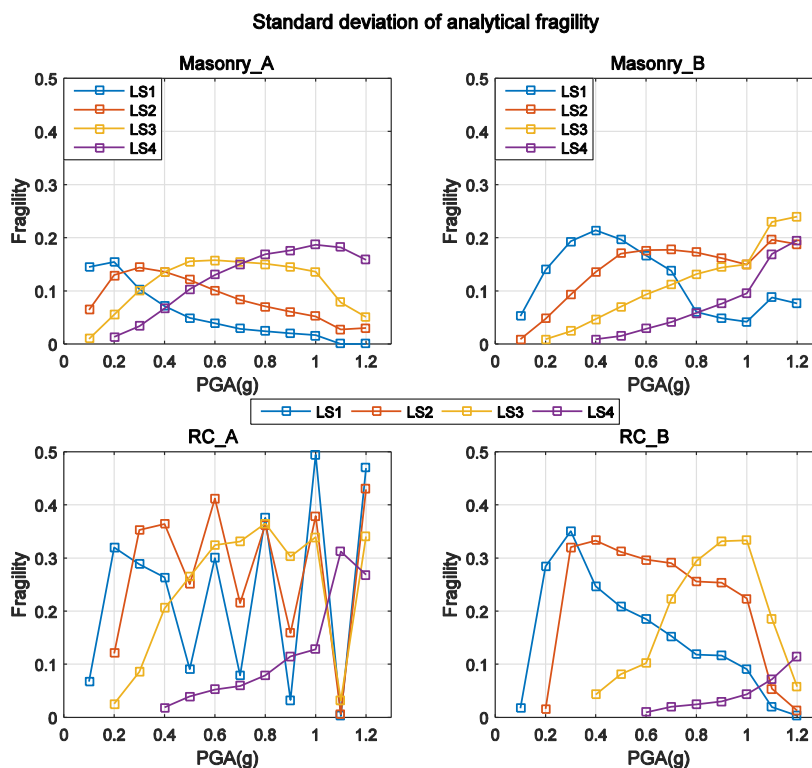 Standard deviation of analytical fragility
Masonry_A
Fragility
0.5
0.4
0.3
0.2
0.1
0
LS1
LS2
LS3
LS4
0 0.2 0.4 0.6 0.8 1 1.2
PGA(g)
Masonry_B
Fragility
0.5
0.4
0.3
0.2
0.1
0
LS1
LS2
LS3
LS4
0 0.2 0.4 0.6 0.8 1 1.2
PGA(g)
LS1 LS2 LS3 LS4
RC_A
Fragility
0.5
0.4
0.3
0.2
0.1
0
0 0.2 0.4 0.6 0.8 1 1.2
PGA(g)
RC_B
Fragility
0.5
0.4
0.3
0.2
0.1
0
0 0.2 0.4 0.6 0.8 1 1.2
PGA(g)